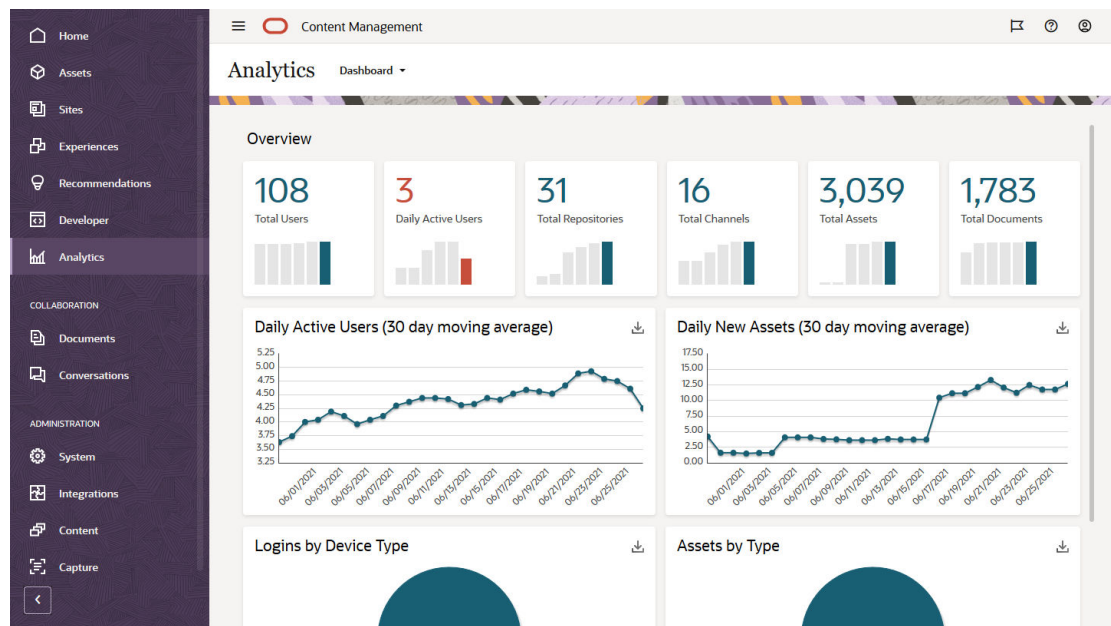 Home
Assets
Sites
Experiences
Recommendations
Developer
Analytics
COLLABORATION
Documents
Conversations
ADMINISTRATION
System
Integrations
Content
Capture
Content Management
Analytics Dashboard
Overview
108
Total Users
3
Daily Active Users
31
Total Repositories
16
Total Channels
3,039
Total Assets
1,783
Total Documents
Daily Active Users (30 day moving average)
5.25
5.00
4.75
4.50
4.25
4.00
3.75
3.50
3.25
06/01/2021 06/03/2021 06/05/2021 06/07/2021 06/09/2021 06/11/2021 06/13/2021 06/15/2021 06/17/2021 06/19/2021 06/21/2021 06/23/2021 06/25/2021
Daily New Assets (30 day moving average)
17.50
15.00
12.50
10.00
7.50
5.00
2.50
0.00
06/01/2021 06/03/2021 06/05/2021 06/07/2021 06/09/2021 06/11/2021 06/13/2021 06/15/2021 06/17/2021 06/19/2021 06/21/2021 06/23/2021 06/25/2021
Logins by Device Type
Assets by Type